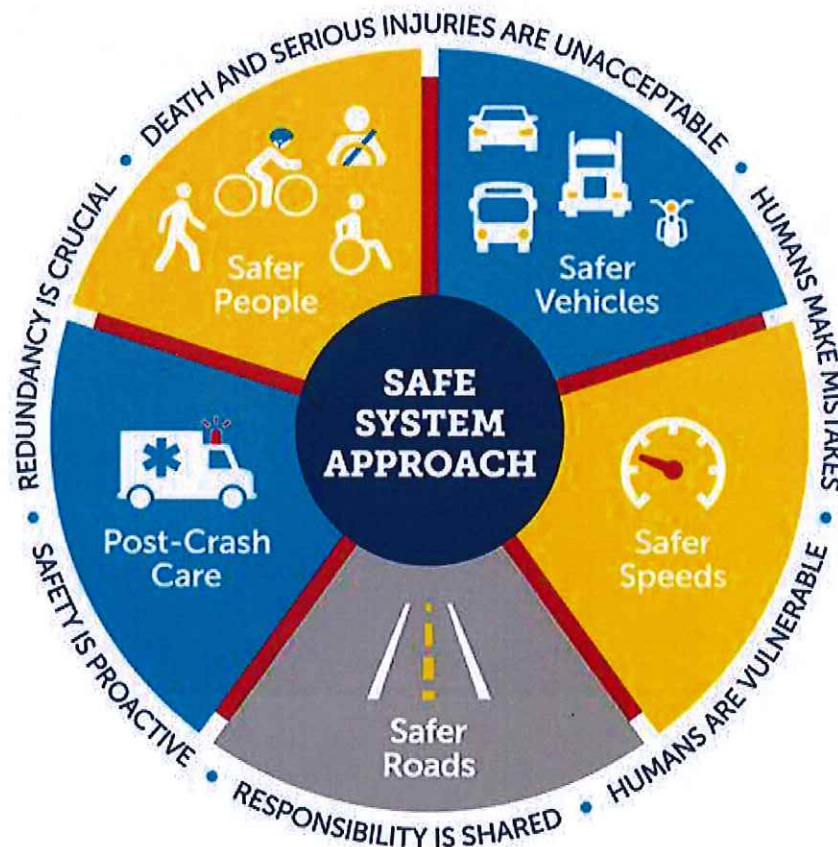 DEATH AND SERIOUS INJURIES ARE UNACCEPTABLE
•
HUMANS MAKE MISTAKES
•
HUMANS ARE VULNERABLE
•
RESPONSIBILITY IS SHARED
•
SAFETY IS PROACTIVE
•
REDUNDANCY IS CRUCIAL
•
Safer
People
Safer
Vehicles
SAFE
SYSTEM
APPROACH
Post-Crash
Care
Safer
Speeds
Safer
Roads